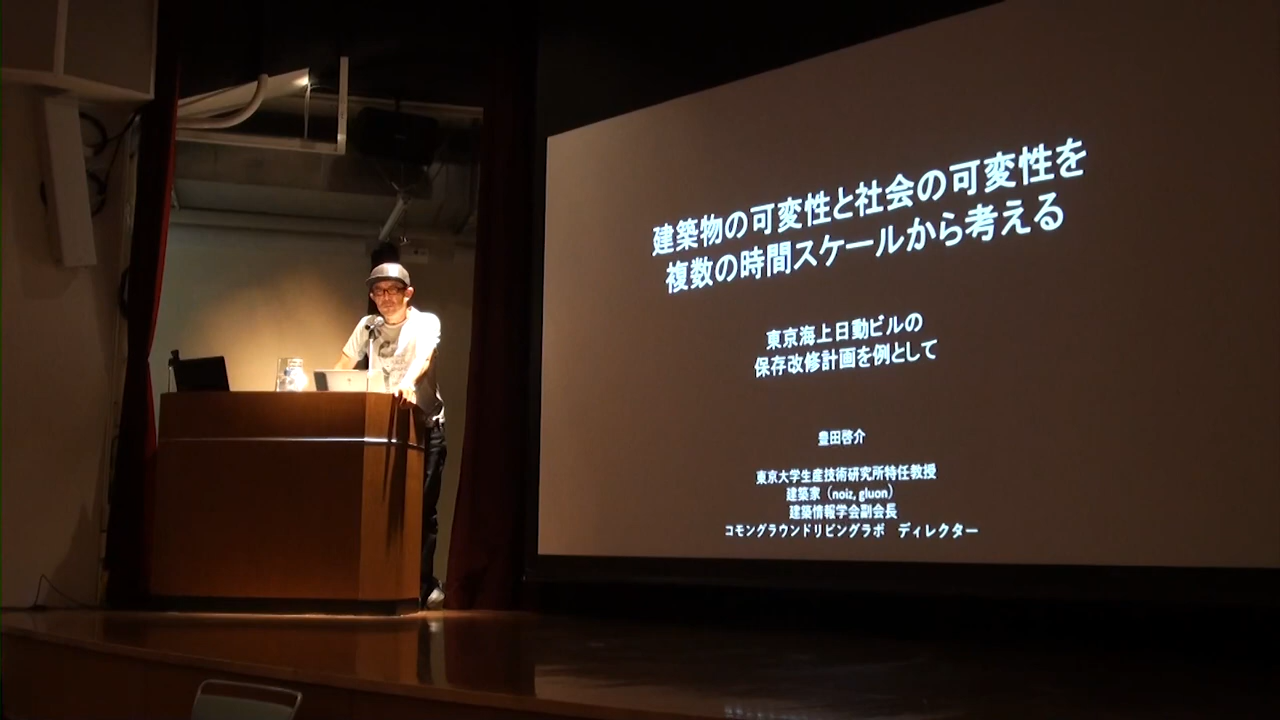 建築物の可変性と社会の可変性を
複数の時間スケールから考える
東京海上日動ビルの
保存改修計画を例として
豊田啓介
東京大学生産技術研究所特任教授
建築家（noiz, gluon）
建築情報学会副会長
コモングラウンドリビングラボ　ディレクター